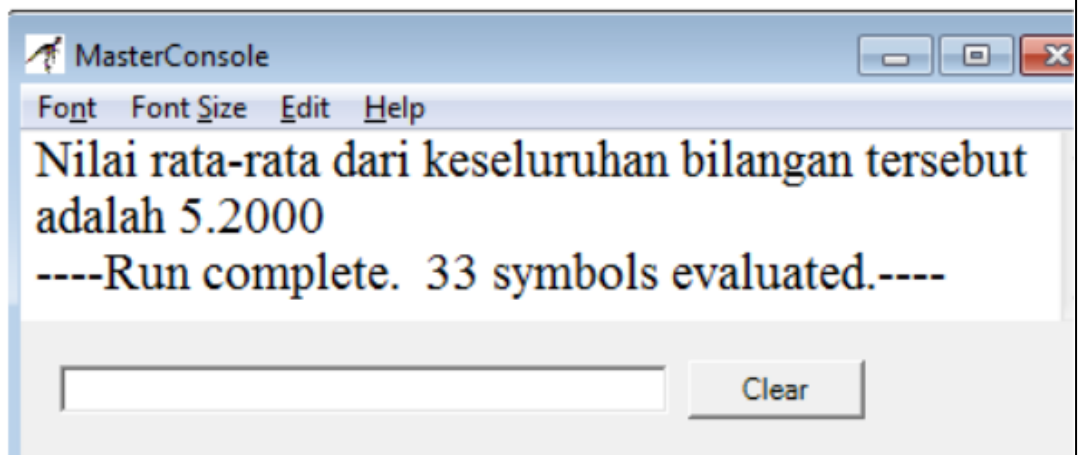 MasterConsole
Font Font Size Edit Help
Nilai rata-rata dari keseluruhan bilangan tersebut
adalah 5.2000
----Run complete.  33 symbols evaluated.----
Clear